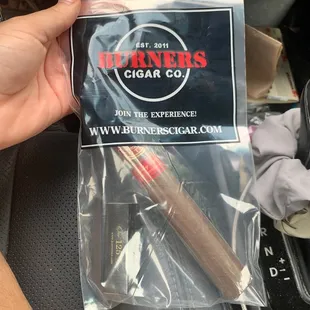 EST. 2011
BURNERS
CIGAR CO.
JOIN THE EXPERIENCE!
WWW.BURNERSCIGAR.COM
R
N
D
+
-